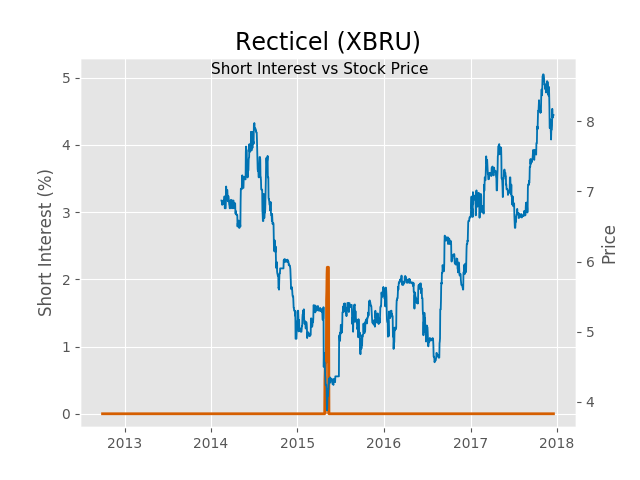 Recticel (XBRU)
Short Interest vs Stock Price
Short Interest (%)
5
4
3
2
1
0
8
7
6
5
4
Price
2013 2014 2015 2016 2017 2018